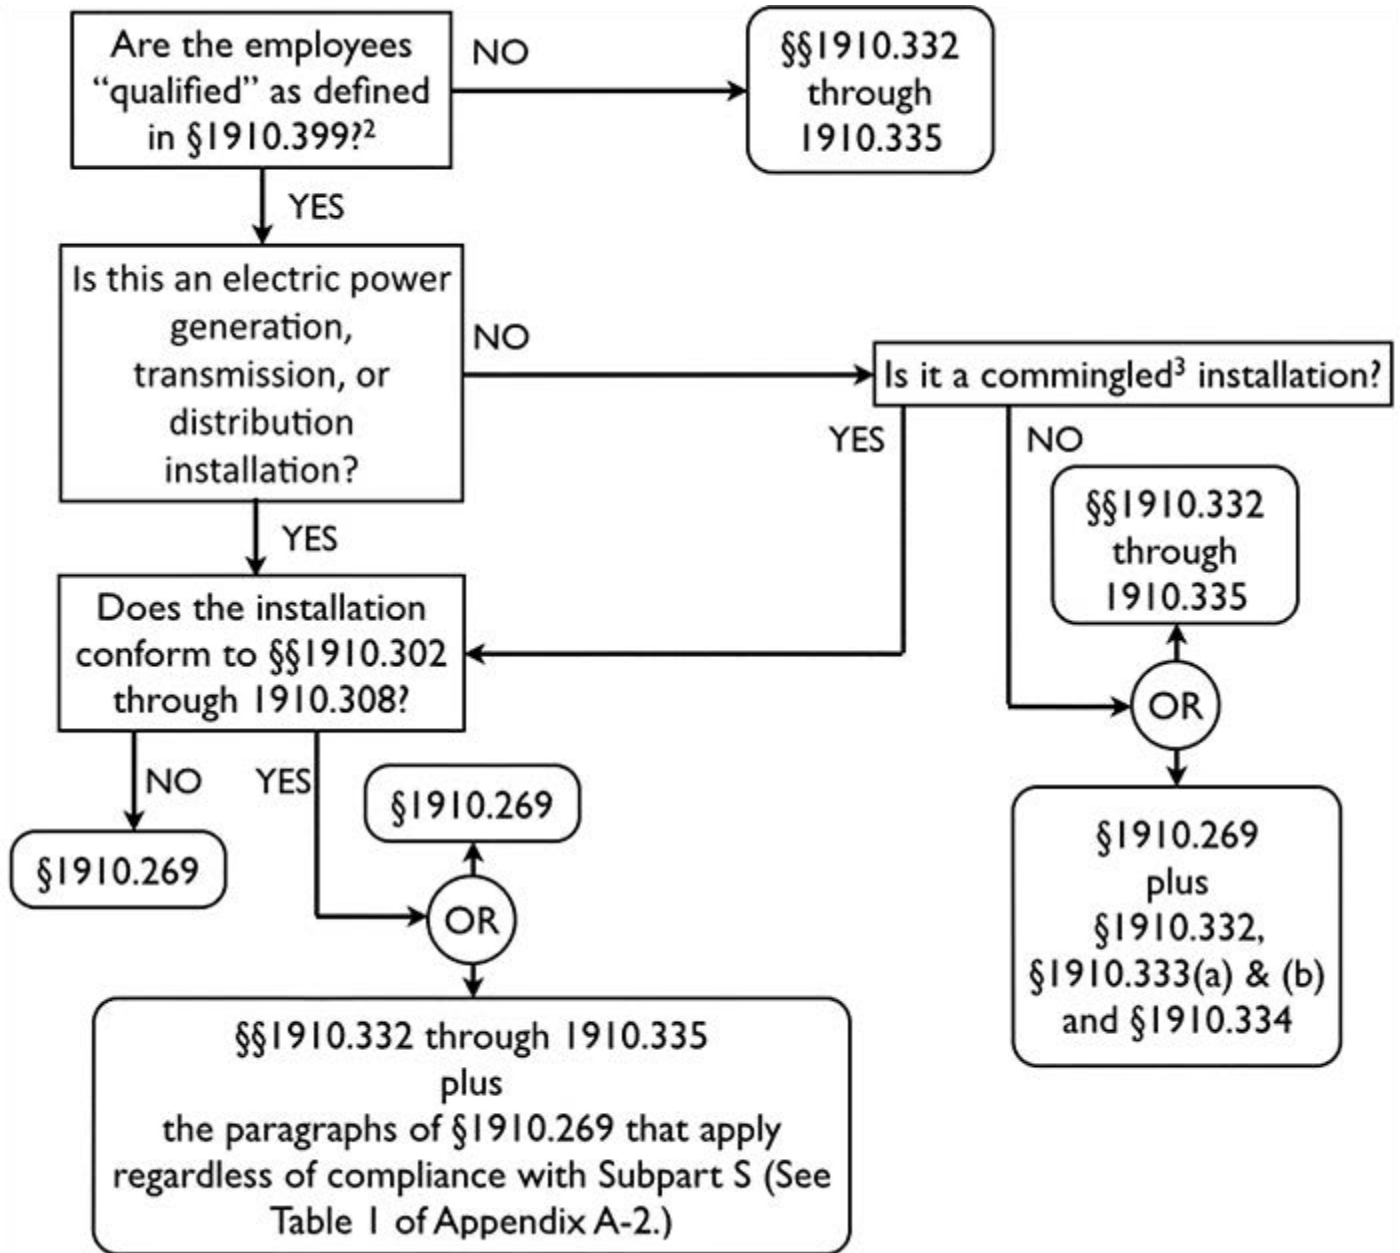 Are the employees
“qualified” as defined
in §1910.399?²
NO
§§1910.332
through
1910.335
YES
Is this an electric power
generation,
transmission, or
distribution
installation?
NO
Is it a commingled³ installation?
YES
NO
§§1910.332
through
1910.335
OR
§1910.269
plus
§1910.332,
§1910.333(a) & (b)
and §1910.334
YES
Does the installation
conform to §§1910.302
through 1910.308?
NO
§1910.269
YES
§1910.269
OR
§§1910.332 through 1910.335
plus
the paragraphs of §1910.269 that apply
regardless of compliance with Subpart S (See
Table 1 of Appendix A-2.)